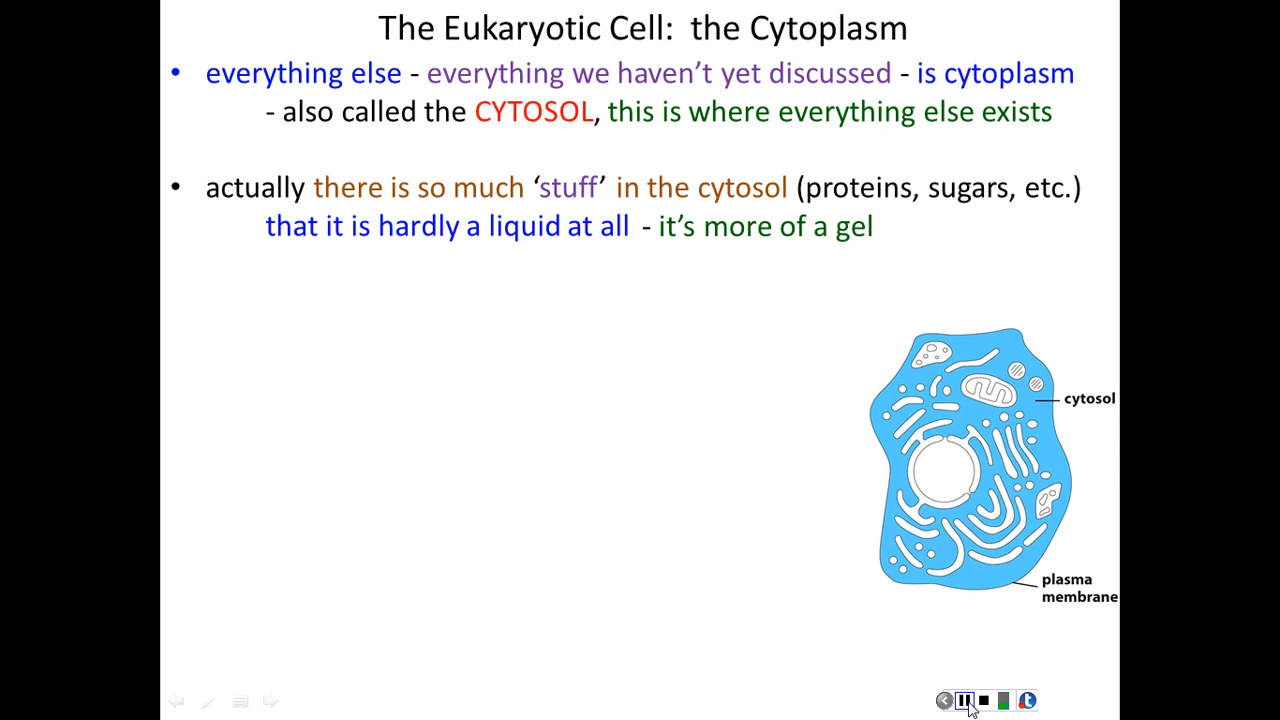 The Eukaryotic Cell:  the Cytoplasm
• everything else - everything we haven’t yet discussed - is cytoplasm
- also called the CYTOSOL, this is where everything else exists
• actually there is so much ‘stuff’ in the cytosol (proteins, sugars, etc.)
that it is hardly a liquid at all  - it’s more of a gel
cytosol
plasma
membrane